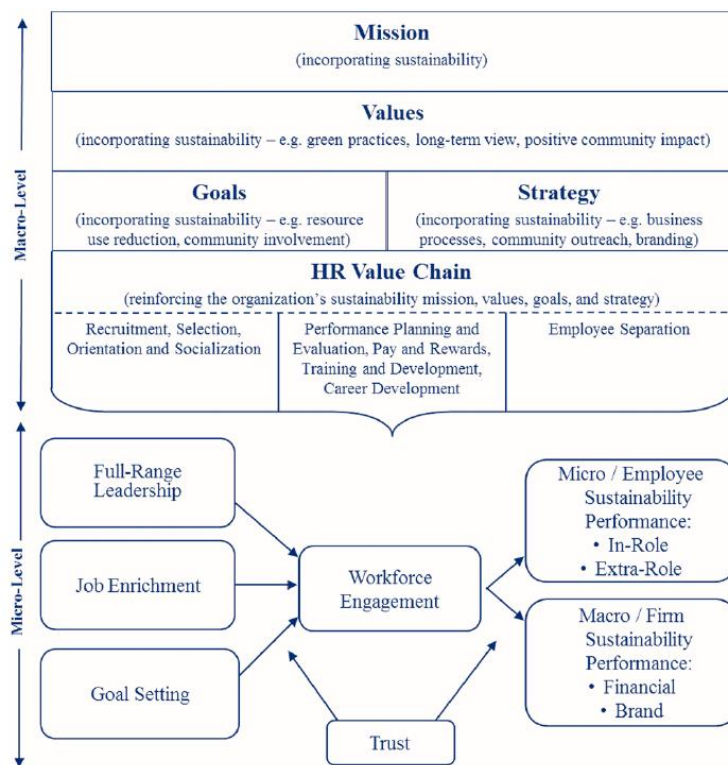 Macro-Level
Mission
(incorporating sustainability)
Values
(incorporating sustainability – e.g. green practices, long-term view, positive community impact)
Goals
(incorporating sustainability – e.g. resource
use reduction, community involvement)
Strategy
(incorporating sustainability – e.g. business
processes, community outreach, branding)
HR Value Chain
(reinforcing the organization's sustainability mission, values, goals, and strategy)
Recruitment, Selection,
Orientation and Socialization
Performance Planning and
Evaluation, Pay and Rewards,
Training and Development,
Career Development
Employee Separation
Micro-Level
Full-Range
Leadership
Job Enrichment
Goal Setting
Workforce
Engagement
Trust
Micro / Employee
Sustainability
Performance:
• In-Role
• Extra-Role
Macro / Firm
Sustainability
Performance:
• Financial
• Brand